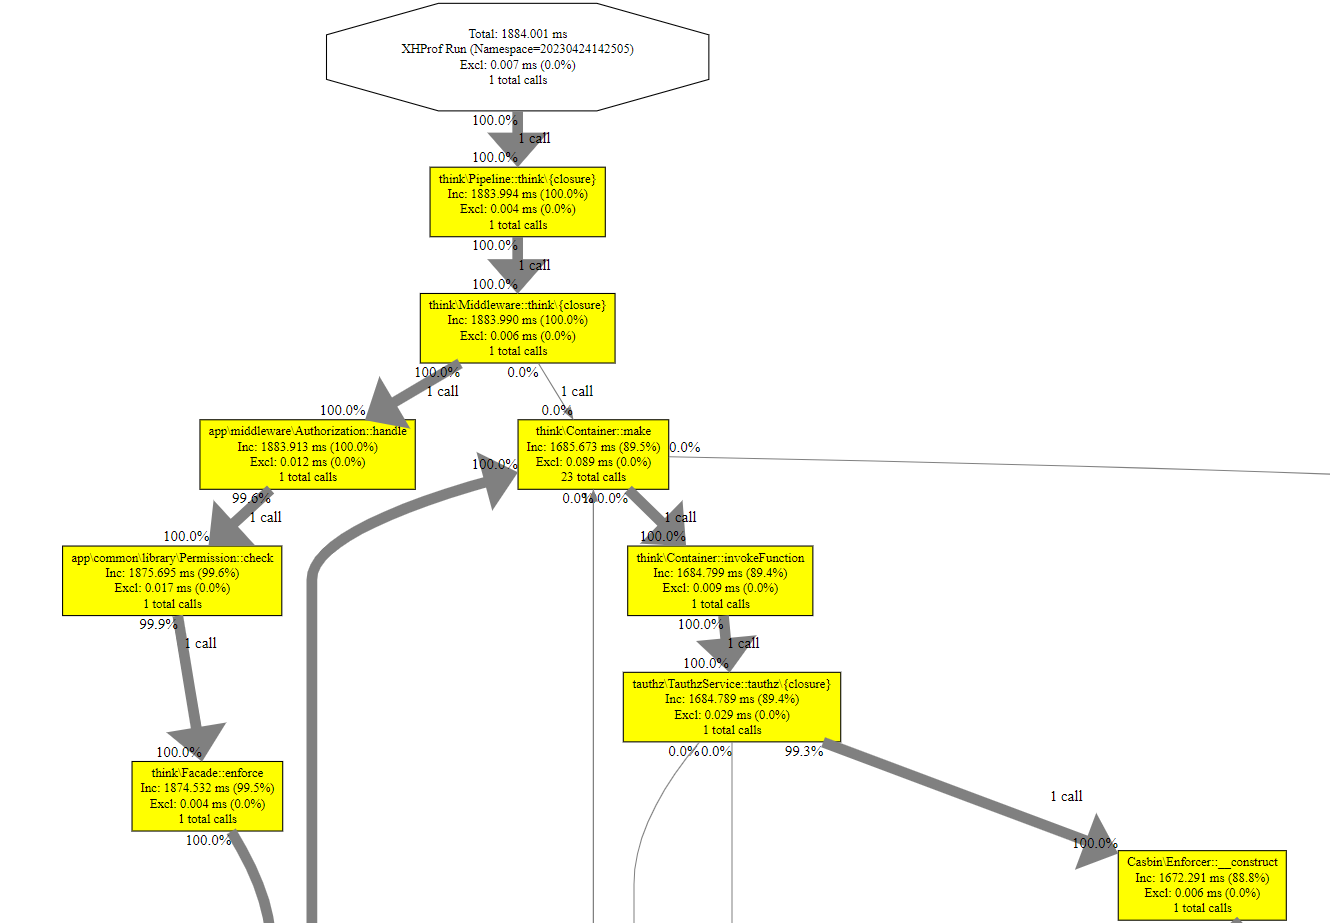 Total: 1884.001 ms
XHProf Run (Namespace=20230424142505)
Excl: 0.007 ms (0.0%)
1 total calls
100.0%
1 call
100.0%
think\Pipeline::think\{closure}
Inc: 1883.994 ms (100.0%)
Excl: 0.004 ms (0.0%)
1 total calls
100.0%
1 call
100.0%
think\Middleware::think\{closure}
Inc: 1883.990 ms (100.0%)
Excl: 0.006 ms (0.0%)
1 total calls
100.0%
0.0%
1 call
1 call
100.0%
0.0%
app\middleware\Authorization::handle
Inc: 1883.913 ms (100.0%)
Excl: 0.012 ms (0.0%)
1 total calls
think\Container::make
Inc: 1685.673 ms (89.5%)
Excl: 0.089 ms (0.0%)
23 total calls
0.0%
100.0%
99.6%
1 call
100.0%
0.0%
100.0%
1 call
100.0%
app\common\library\Permission::check
Inc: 1875.695 ms (99.6%)
Excl: 0.017 ms (0.0%)
1 total calls
think\Container::invokeFunction
Inc: 1684.799 ms (89.4%)
Excl: 0.009 ms (0.0%)
1 total calls
99.9%
1 call
100.0%
100.0%
1 call
100.0%
tauthz\TauthzService::tauthz\{closure}
Inc: 1684.789 ms (89.4%)
Excl: 0.029 ms (0.0%)
1 total calls
0.0%
0.0%
99.3%
think\Facade::enforce
Inc: 1874.532 ms (99.5%)
Excl: 0.004 ms (0.0%)
1 total calls
100.0%
1 call
100.0%
Casbin\Enforcer::__construct
Inc: 1672.291 ms (88.8%)
Excl: 0.006 ms (0.0%)
1 total calls